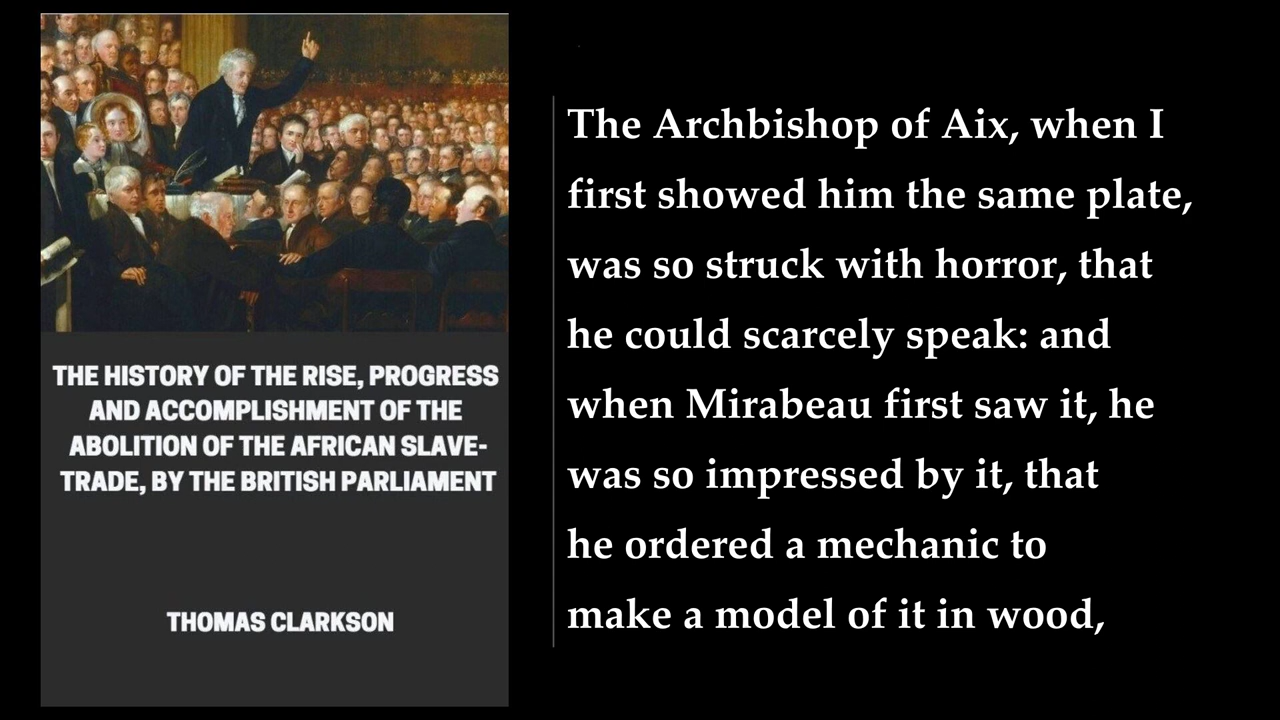 THE HISTORY OF THE RISE, PROGRESS
AND ACCOMPLISHMENT OF THE
ABOLITION OF THE AFRICAN SLAVE-
TRADE, BY THE BRITISH PARLIAMENT
THOMAS CLARKSON
The Archbishop of Aix, when I
first showed him the same plate,
was so struck with horror, that
he could scarcely speak: and
when Mirabeau first saw it, he
was so impressed by it, that
he ordered a mechanic to
make a model of it in wood,